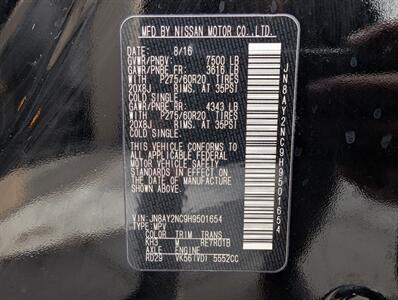 MFD BY NISSAN MOTOR CO.,LTD.
DATE: 8/16
GVWR/PNBV: 7500 LB
GAWR/PNBE FR: 3616 LB
WITH P275/60R20 TIRES
20X8J RIMS. AT 35PSI
COLD SINGLE.
GAWR/PNBE RR: 4343 LB
WITH P275/60R20 TIRES
20X8J RIMS. AT 35PSI
COLD SINGLE.
THIS VEHICLE CONFORMS TO
ALL APPLICABLE FEDERAL
MOTOR VEHICLE SAFETY
STANDARDS IN EFFECT ON
THE DATE OF MANUFACTURE
SHOWN ABOVE.
VIN: JN8AY2NC9H9501654
TYPE: MPV
COLOR TRIM TRANS
KH3 M RE7R01B
AXLE ENGINE
RD29 VK56(VD) 5552CC
JN8AY2NC9H9501654